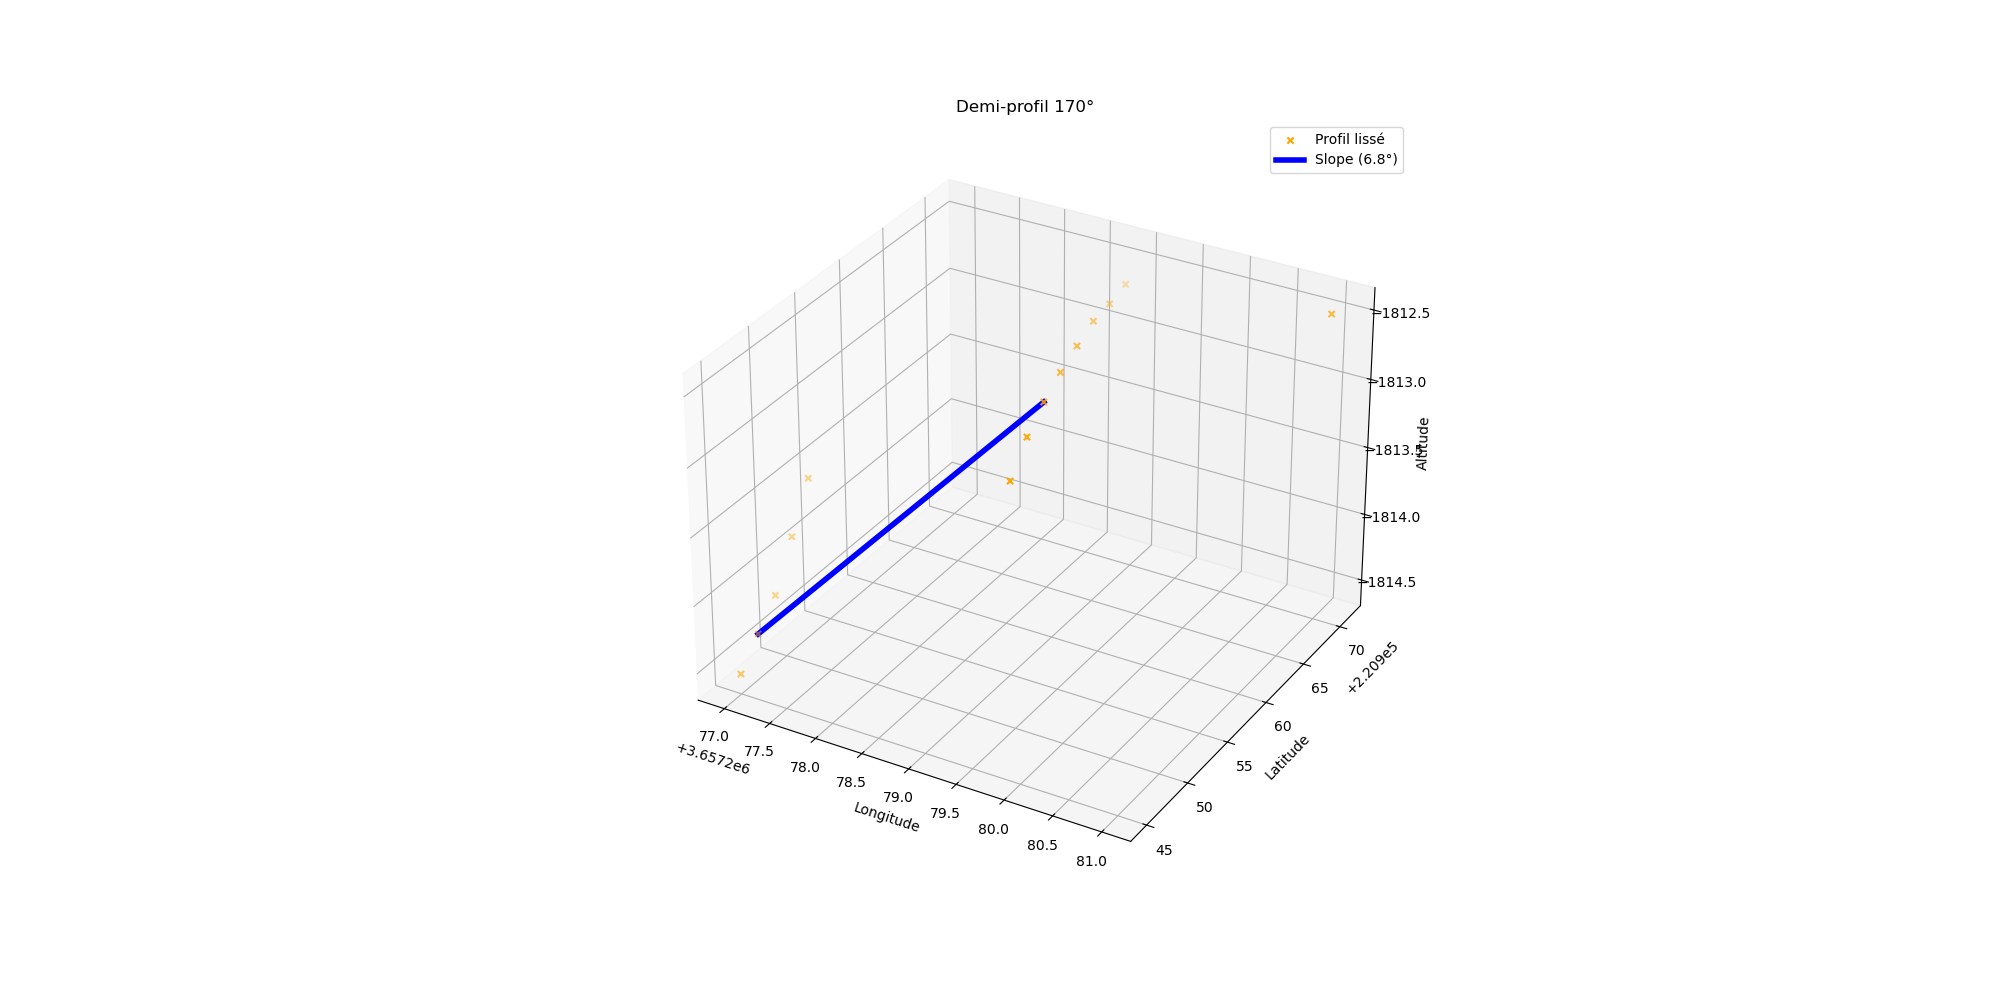 Demi-profil 170°
Profil lissé
Slope (6.8°)
−1812.5
−1813.0
−1813.5
−1814.0
−1814.5
Altitude
70
65
60
55
50
45
+2.209e5
Latitude
77.0
77.5
78.0
78.5
79.0
79.5
80.0
80.5
81.0
+3.6572e6
Longitude